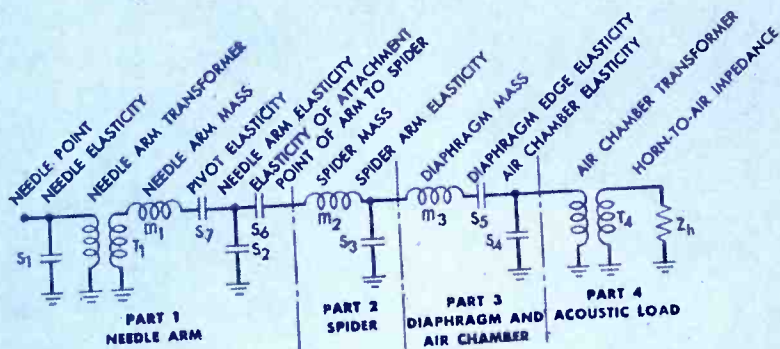 NEEDLE POINT
NEEDLE ELASTICITY
NEEDLE ARM TRANSFORMER
NEEDLE ARM MASS
PIVOT ELASTICITY
NEEDLE ARM ELASTICITY
ELASTICITY OF ATTACHMENT
POINT OF ARM TO SPIDER
SPIDER MASS
SPIDER ARM ELASTICITY
DIAPHRAGM MASS
DIAPHRAGM EDGE ELASTICITY
AIR CHAMBER ELASTICITY
AIR CHAMBER TRANSFORMER
HORN-TO-AIR IMPEDANCE
S1
T1
m1
S7
S6
S2
m2
S3
m3
S5
S4
T4
Zh
PART 1
NEEDLE ARM
PART 2
SPIDER
PART 3
DIAPHRAGM AND
AIR CHAMBER
PART 4
ACOUSTIC LOAD